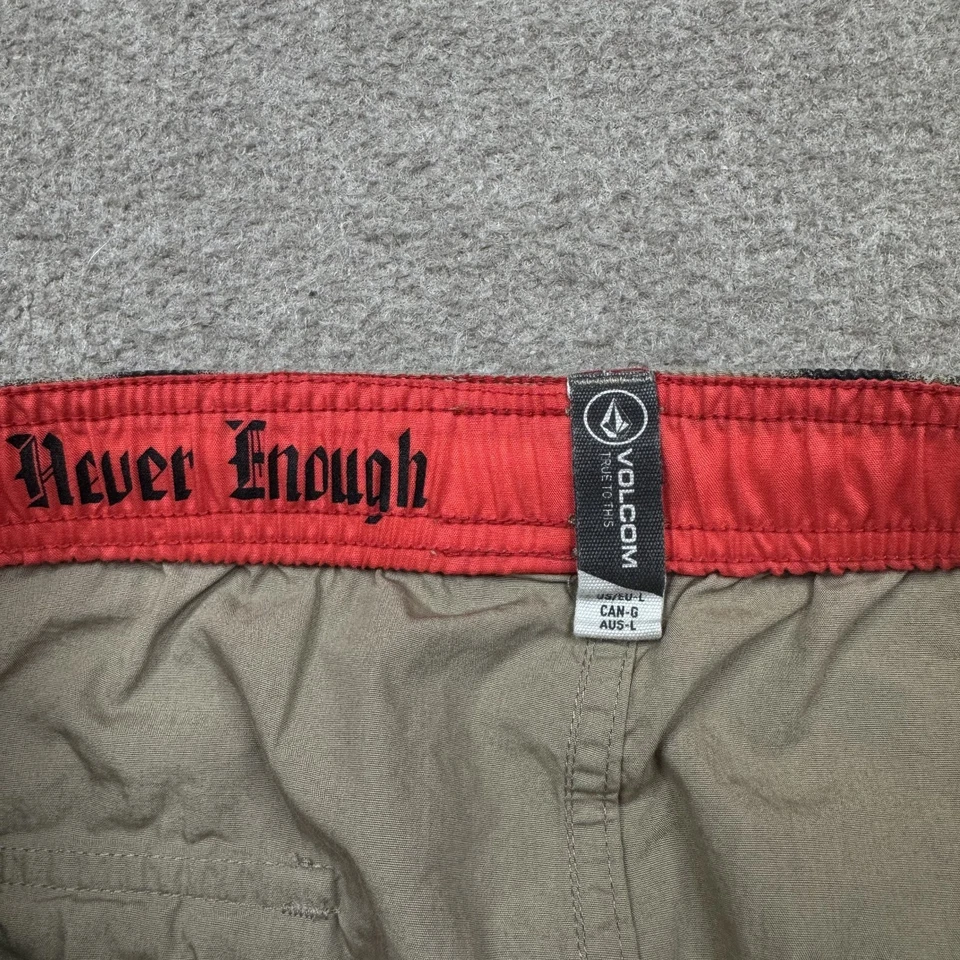 Never Enough
VOLCOM
TRUE TO THIS
US/EU-L
CAN-G
AUS-L